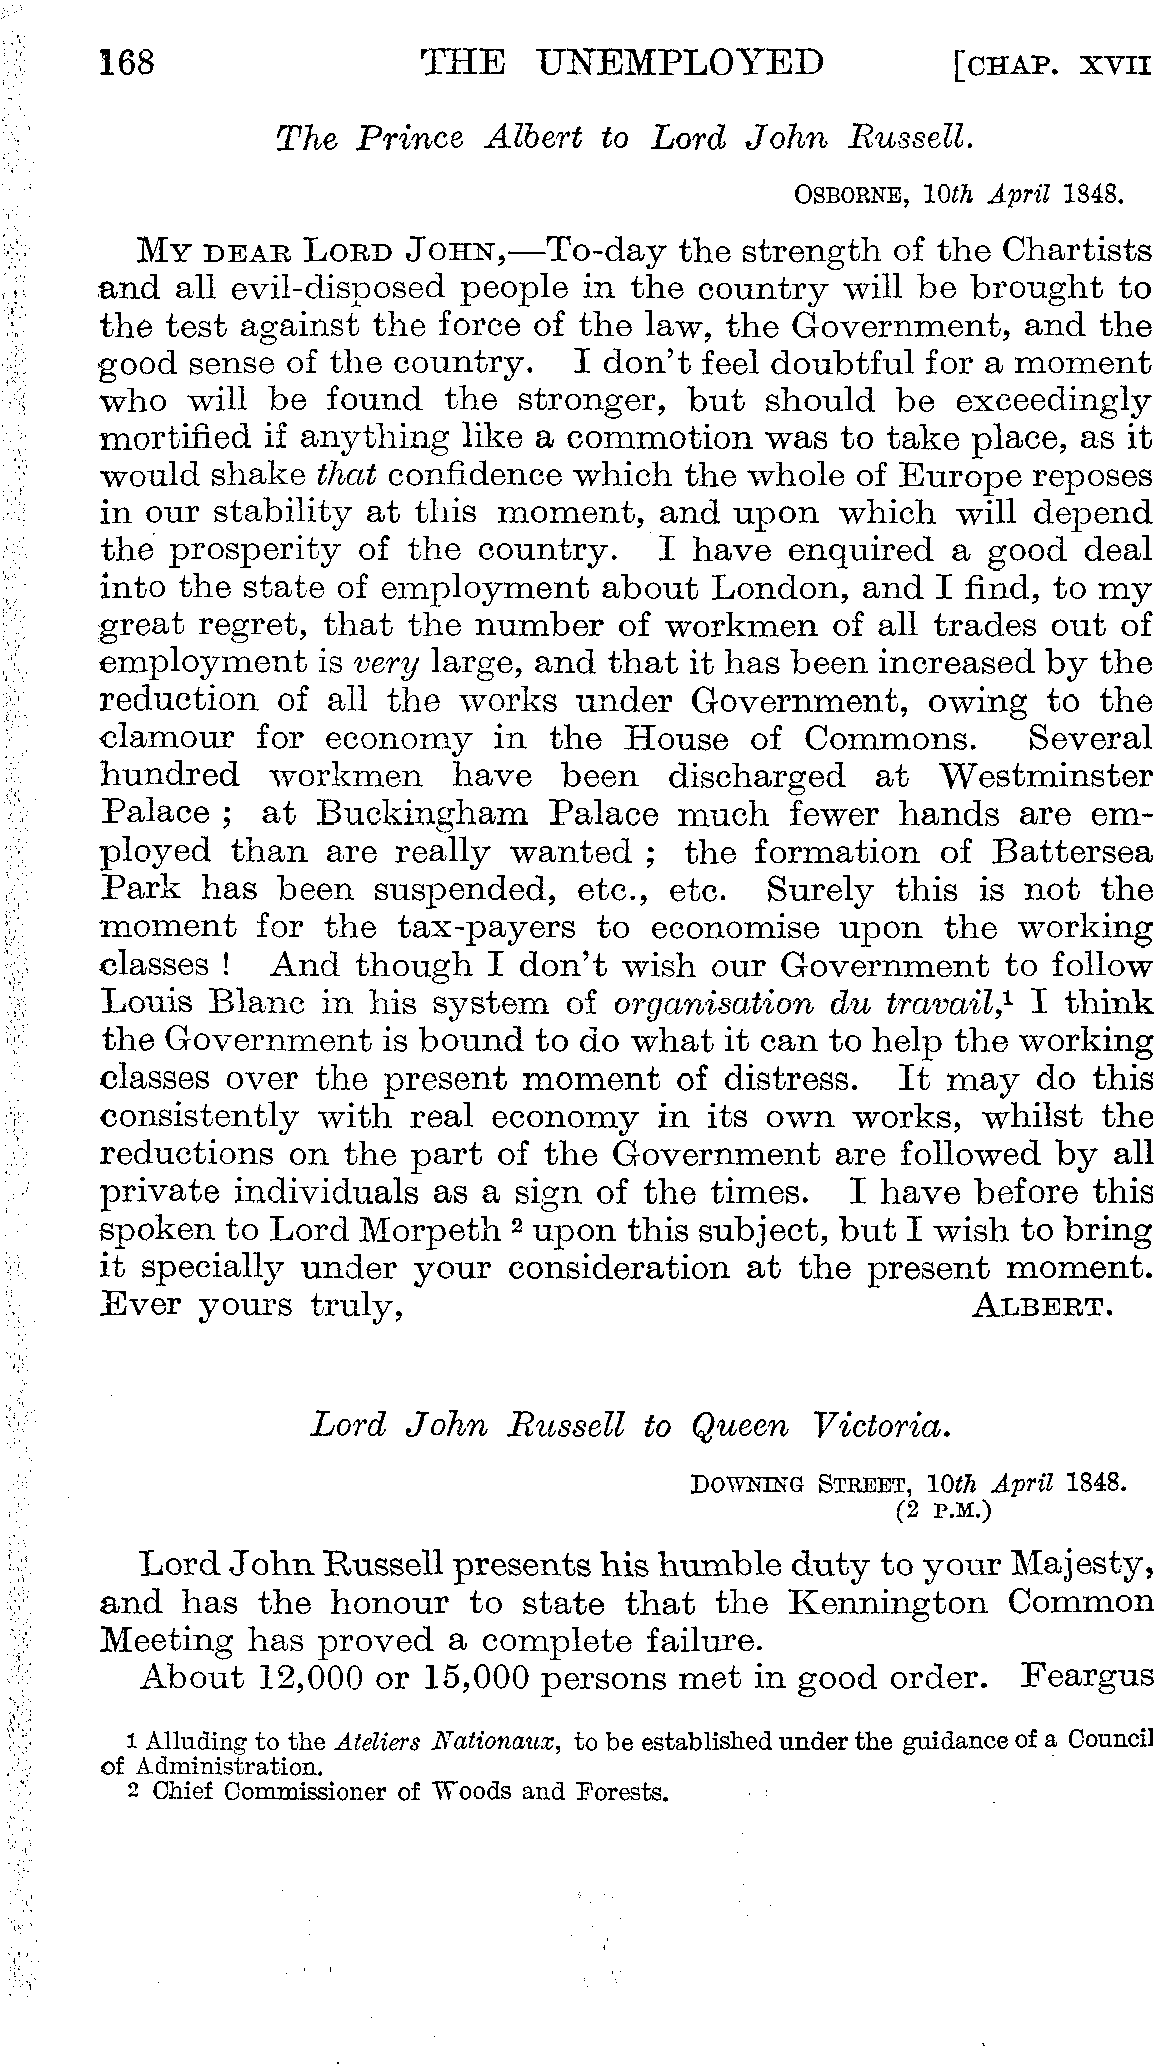 168 THE UNEMPLOYED [CHAP. XVII
The Prince Albert to Lord John Russell.
OSBORNE, 10th April 1848.
MY DEAR LORD JOHN,—To-day the strength of the Chartists
and all evil-disposed people in the country will be brought to
the test against the force of the law, the Government, and the
good sense of the country. I don't feel doubtful for a moment
who will be found the stronger, but should be exceedingly
mortified if anything like a commotion was to take place, as it
would shake that confidence which the whole of Europe reposes
in our stability at this moment, and upon which will depend
the prosperity of the country. I have enquired a good deal
into the state of employment about London, and I find, to my
great regret, that the number of workmen of all trades out of
employment is very large, and that it has been increased by the
reduction of all the works under Government, owing to the
clamour for economy in the House of Commons. Several
hundred workmen have been discharged at Westminster
Palace ; at Buckingham Palace much fewer hands are em-
ployed than are really wanted ; the formation of Battersea
Park has been suspended, etc., etc. Surely this is not the
moment for the tax-payers to economise upon the working
classes ! And though I don't wish our Government to follow
Louis Blanc in his system of organisation du travail,¹ I think
the Government is bound to do what it can to help the working
classes over the present moment of distress. It may do this
consistently with real economy in its own works, whilst the
reductions on the part of the Government are followed by all
private individuals as a sign of the times. I have before this
spoken to Lord Morpeth ² upon this subject, but I wish to bring
it specially under your consideration at the present moment.
Ever yours truly, ALBERT.
Lord John Russell to Queen Victoria.
DOWNING STREET, 10th April 1848.
(2 P.M.)
Lord John Russell presents his humble duty to your Majesty,
and has the honour to state that the Kennington Common
Meeting has proved a complete failure.
About 12,000 or 15,000 persons met in good order. Feargus
1 Alluding to the Ateliers Nationaux, to be established under the guidance of a Council
of Administration.
2 Chief Commissioner of Woods and Forests.